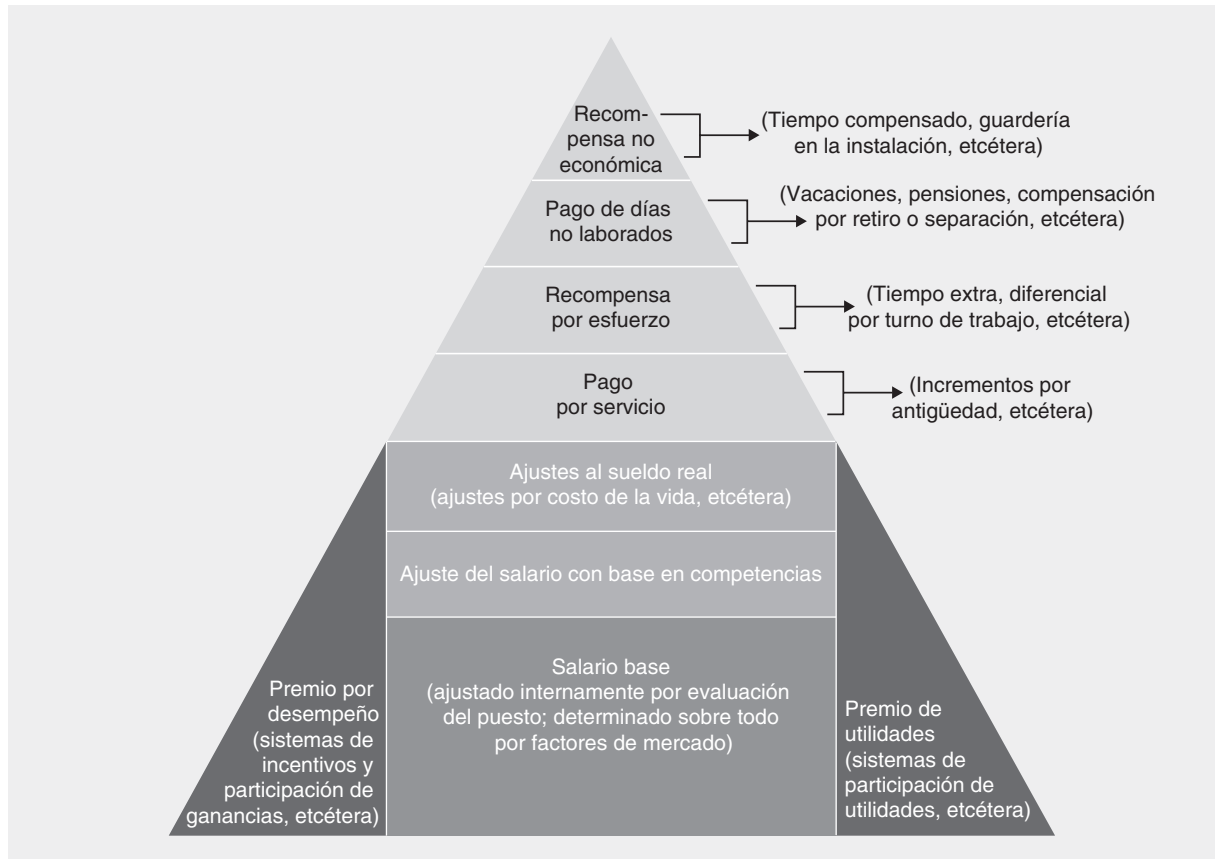 Recom-
pensa no
económica
(Tiempo compensado, guardería
en la instalación, etcétera)
Pago de días
no laborados
(Vacaciones, pensiones, compensación
por retiro o separación, etcétera)
Recompensa
por esfuerzo
(Tiempo extra, diferencial
por turno de trabajo, etcétera)
Pago
por servicio
(Incrementos por
antigüedad, etcétera)
Ajustes al sueldo real
(ajustes por costo de la vida, etcétera)
Ajuste del salario con base en competencias
Salario base
(ajustado internamente por evaluación
del puesto; determinado sobre todo
por factores de mercado)
Premio por
desempeño
(sistemas de
incentivos y
participación de
ganancias, etcétera)
Premio de
utilidades
(sistemas de
participación de
utilidades, etcétera)